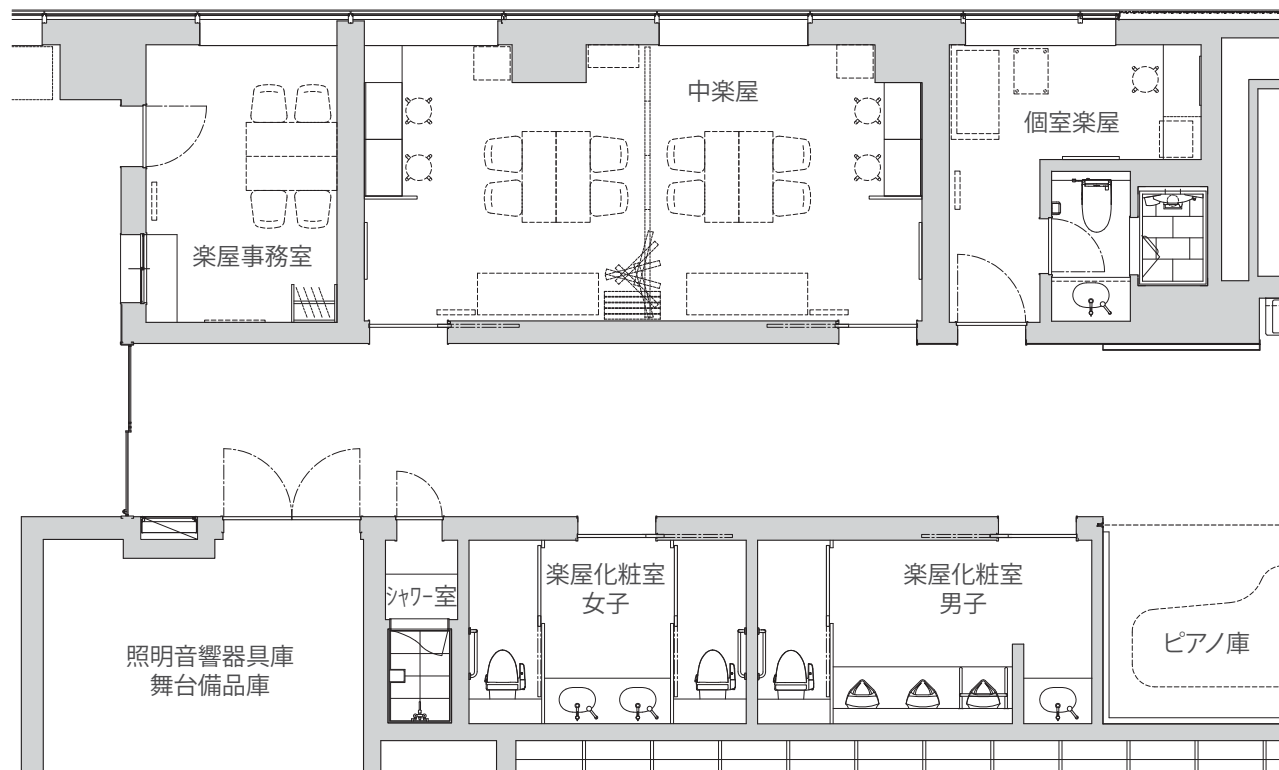 中楽屋
個室楽屋
楽屋事務室
楽屋化粧室
女子
楽屋化粧室
男子
シャワー室
ピアノ庫
照明音響器具庫
舞台備品庫